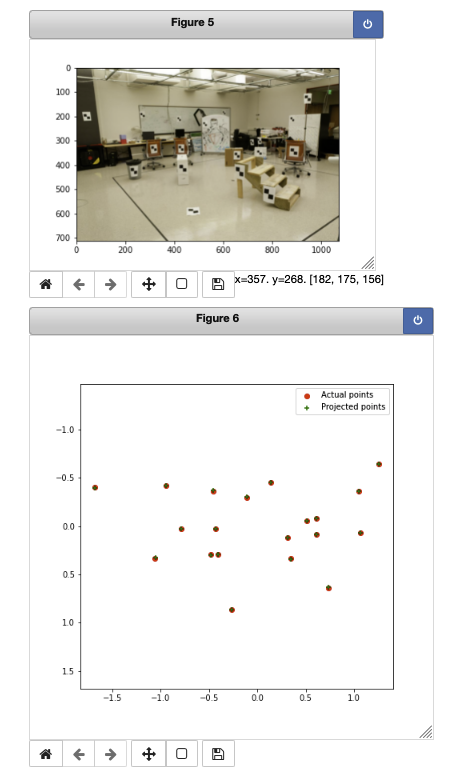 Figure 5
0
100
200
300
400
500
600
700
0 200 400 600 800 1000
x=357. y=268. [182, 175, 156]
Figure 6
Actual points
Projected points
−1.0
−0.5
0.0
0.5
1.0
1.5
−1.5 −1.0 −0.5 0.0 0.5 1.0